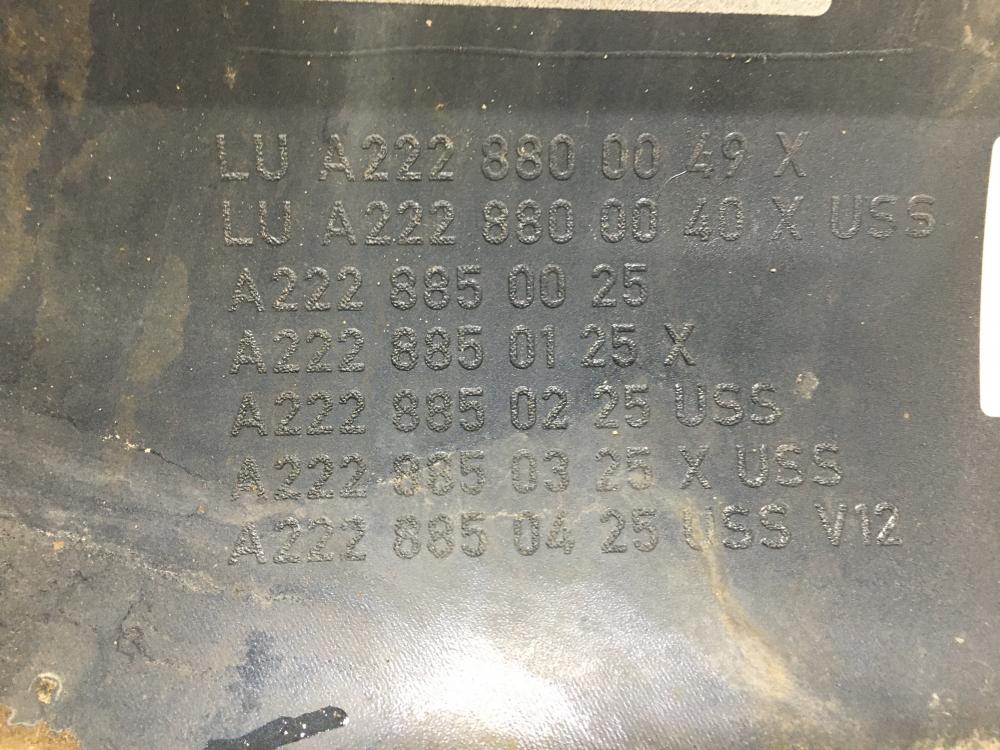 LU A222 880 00 49 X
LU A222 880 00 40 X USS
A222 885 00 25
A222 885 01 25 X
A222 885 02 25 USS
A222 885 03 25 X USS
A222 885 04 25 USS V12